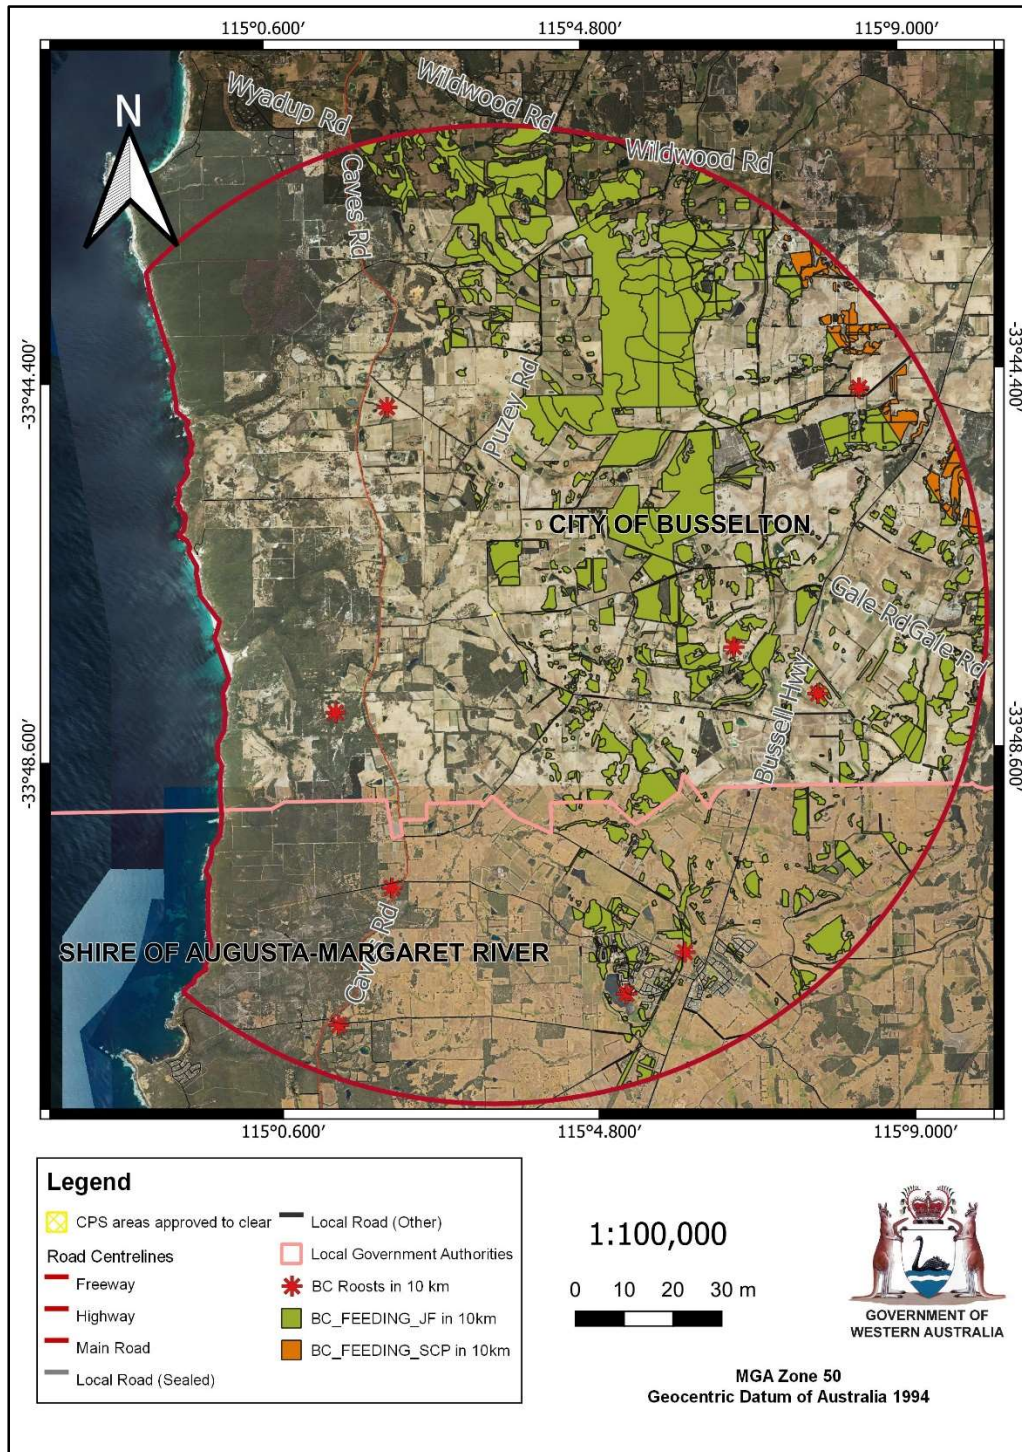 115°0.600′ 115°4.800′ 115°9.000′
N
Wyadup Rd
Wildwood Rd
Wildwood Rd
Caves Rd
-33°44.400′
-33°44.400′
Puzey Rd
CITY OF BUSSELTON
Gale Rd Gale Rd
Bussell Hwy
-33°48.600′
-33°48.600′
SHIRE OF AUGUSTA-MARGARET RIVER
Caves Rd
115°0.600′ 115°4.800′ 115°9.000′
Legend
CPS areas approved to clear
Road Centrelines
Freeway
Highway
Main Road
Local Road (Sealed)
Local Road (Other)
Local Government Authorities
BC Roosts in 10 km
BC_FEEDING_JF in 10km
BC_FEEDING_SCP in 10km
1:100,000
0 10 20 30 m
MGA Zone 50
Geocentric Datum of Australia 1994
GOVERNMENT OF
WESTERN AUSTRALIA